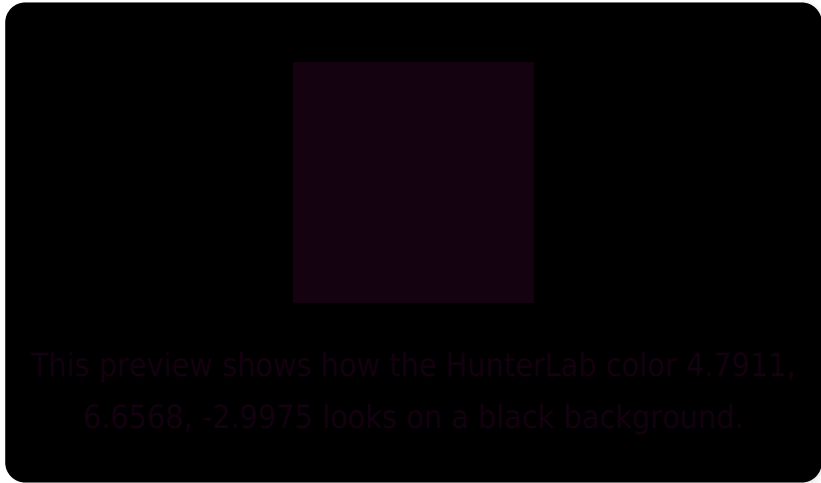 This preview shows how the HunterLab color 4.7911,
6.6568, -2.9975 looks on a black background.